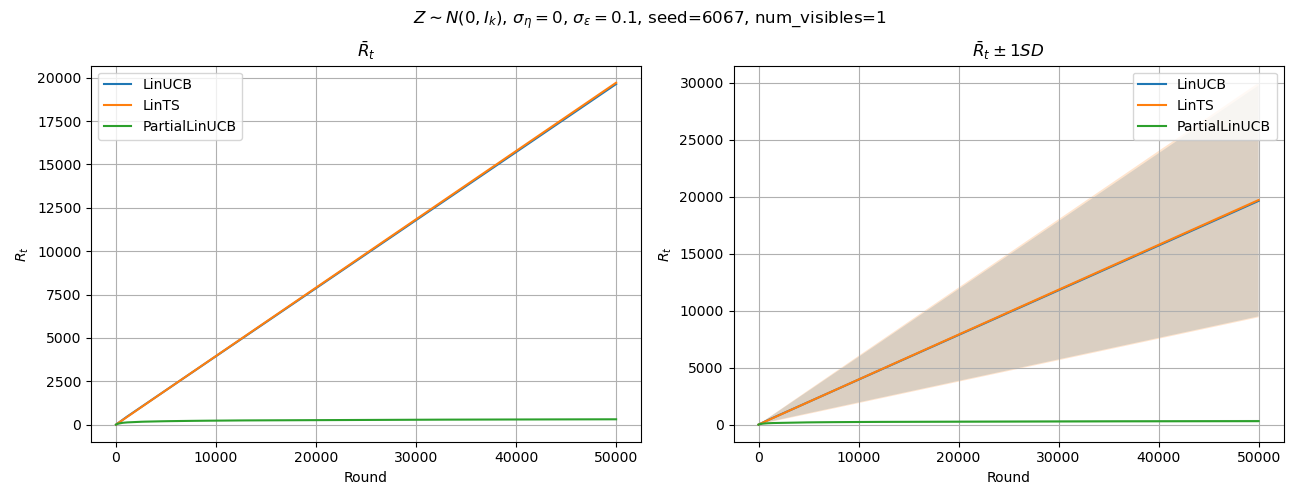 Z ~ N(0, I_k), σ_η = 0, σ_ε = 0.1, seed=6067, num_visibles=1
R̄_t
20000
17500
15000
12500
10000
7500
5000
2500
0
R_t
LinUCB
LinTS
PartialLinUCB
0
10000
20000
30000
40000
50000
Round
R̄_t ± 1SD
30000
25000
20000
15000
10000
5000
0
R_t
LinUCB
LinTS
PartialLinUCB
0
10000
20000
30000
40000
50000
Round